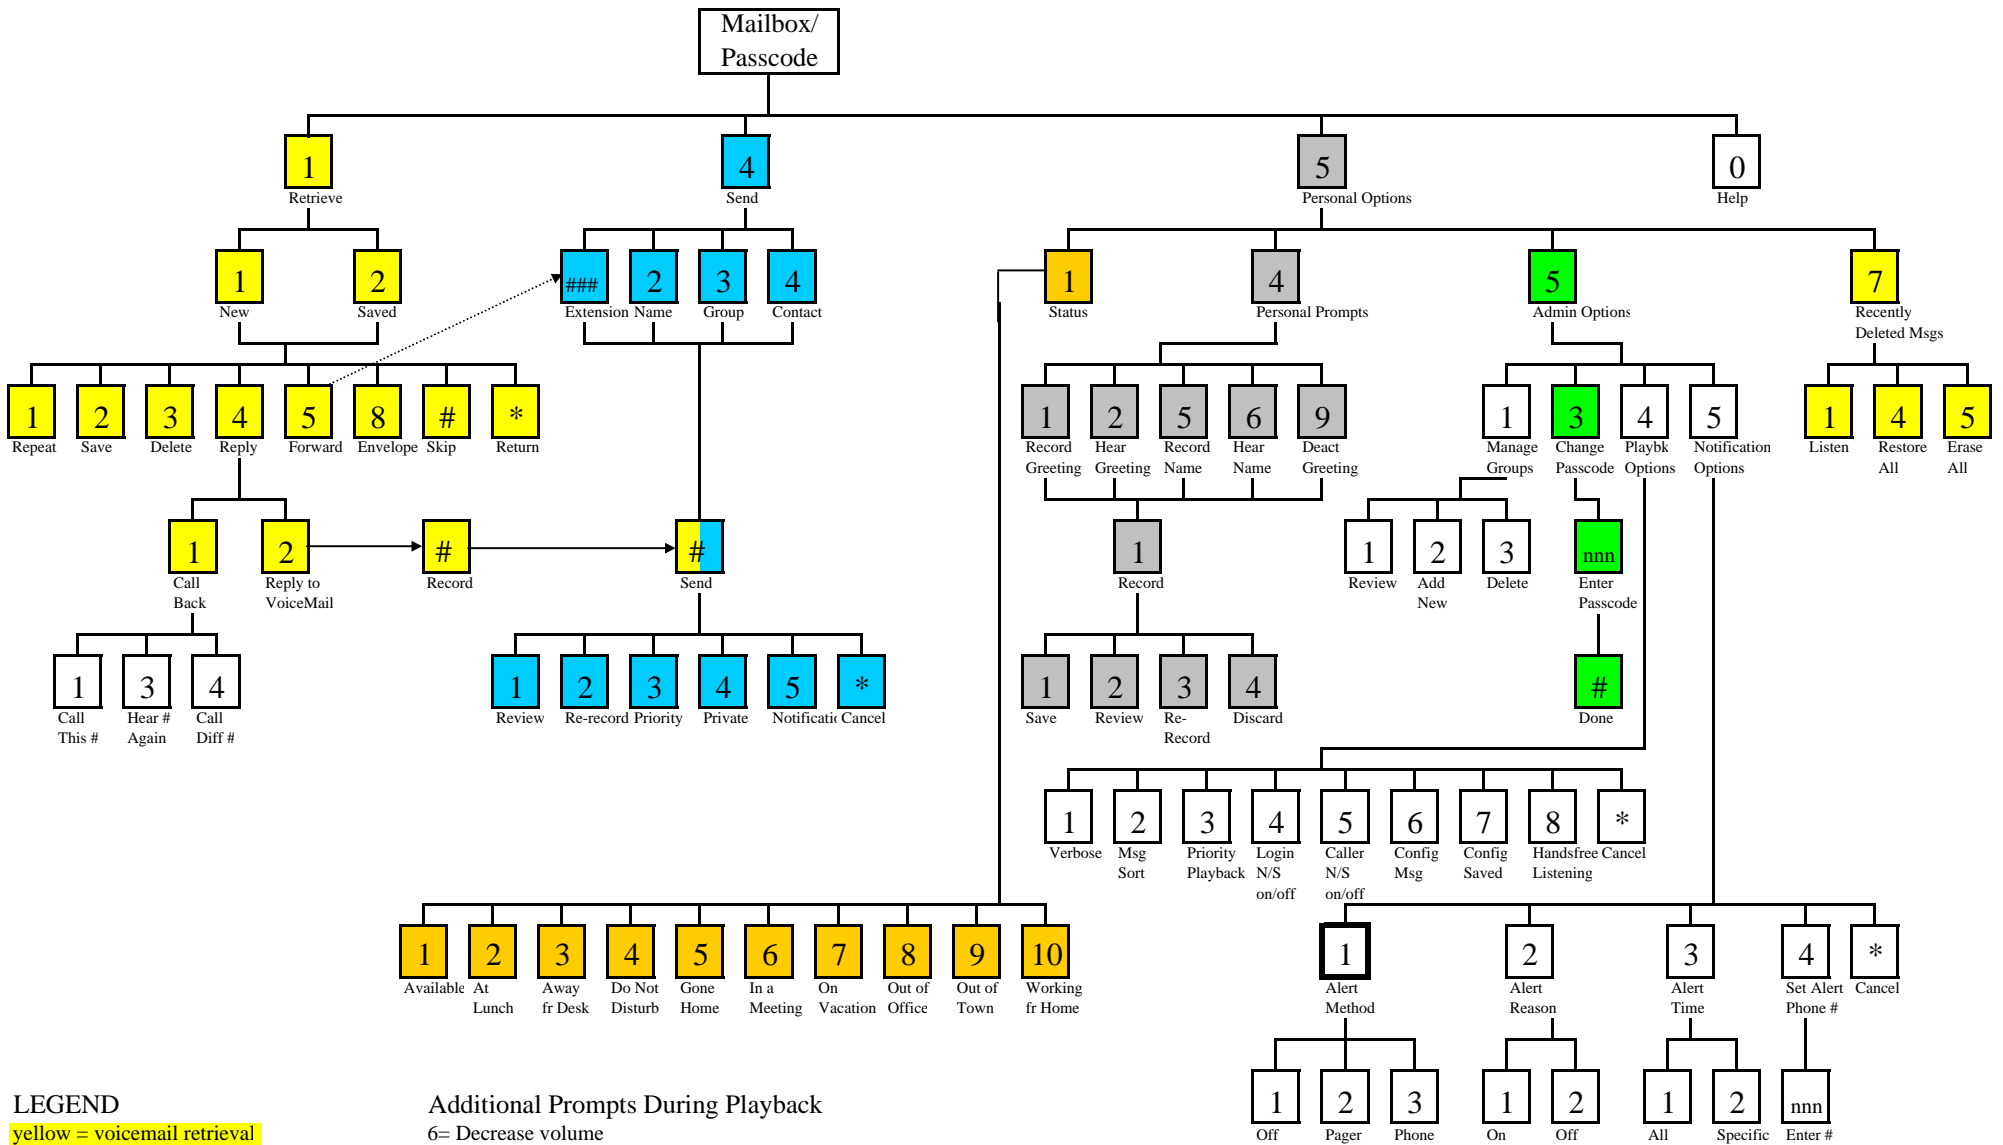 Mailbox/
Passcode
1
Retrieve
4
Send
5
Personal Options
0
Help
1
New
2
Saved
###
Extension
2
Name
3
Group
4
Contact
1
Status
4
Personal Prompts
5
Admin Options
7
Recently
Deleted Msgs
1
Repeat
2
Save
3
Delete
4
Reply
5
Forward
8
Envelope
#
Skip
*
Return
1
Record
Greeting
2
Hear
Greeting
5
Record
Name
6
Hear
Name
9
Deact
Greeting
1
Manage
Groups
3
Change
Passcode
4
Playbk
Options
5
Notification
Options
1
Listen
4
Restore
All
5
Erase
All
1
Call
Back
2
Reply to
VoiceMail
#
Record
#
Send
1
Record
1
Review
2
Add
New
3
Delete
nnn
Enter
Passcode
1
Call
This #
3
Hear #
Again
4
Call
Diff #
1
Review
2
Re-record
3
Priority
4
Private
5
Notificatic
*
Cancel
1
Save
2
Review
3
Re-
Record
4
Discard
#
Done
1
Verbose
2
Msg
Sort
3
Priority
Playback
4
Login
N/S
on/off
5
Caller
N/S
on/off
6
Config
Msg
7
Config
Saved
8
Handsfree
Listening
*
Cancel
1
Available
2
At
Lunch
3
Away
fr Desk
4
Do Not
Disturb
5
Gone
Home
6
In a
Meeting
7
On
Vacation
8
Out of
Office
9
Out of
Town
10
Working
fr Home
1
Alert
Method
2
Alert
Reason
3
Alert
Time
4
Set Alert
Phone #
*
Cancel
1
Off
2
Pager
3
Phone
1
On
2
Off
1
All
2
Specific
nnn
Enter #
LEGEND
yellow = voicemail retrieval
Additional Prompts During Playback
6= Decrease volume